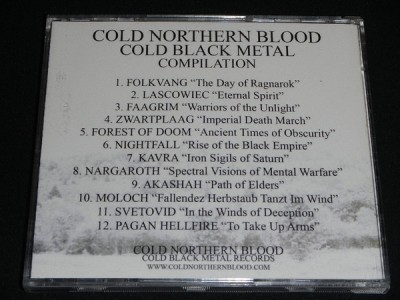 COLD NORTHERN BLOOD
COLD BLACK METAL
COMPILATION
1. FOLKVANG “The Day of Ragnarok”
2. LASCOWIEC “Eternal Spirit”
3. FAAGRIM “Warriors of the Unlight”
4. ZWARTPLAAG “Imperial Death March”
5. FOREST OF DOOM “Ancient Times of Obscurity”
6. NIGHTFALL “Rise of the Black Empire”
7. KAVRA “Iron Sigils of Saturn”
8. NARGAROTH “Spectral Visions of Mental Warfare”
9. AKASHAH “Path of Elders”
10. MOLOCH “Fallendez Herbstaub Tanzt Im Wind”
11. SVETOVID “In the Winds of Deception”
12. PAGAN HELLFIRE “To Take Up Arms”
COLD NORTHERN BLOOD
COLD BLACK METAL RECORDS
WWW.COLDNORTHERNBLOOD.COM